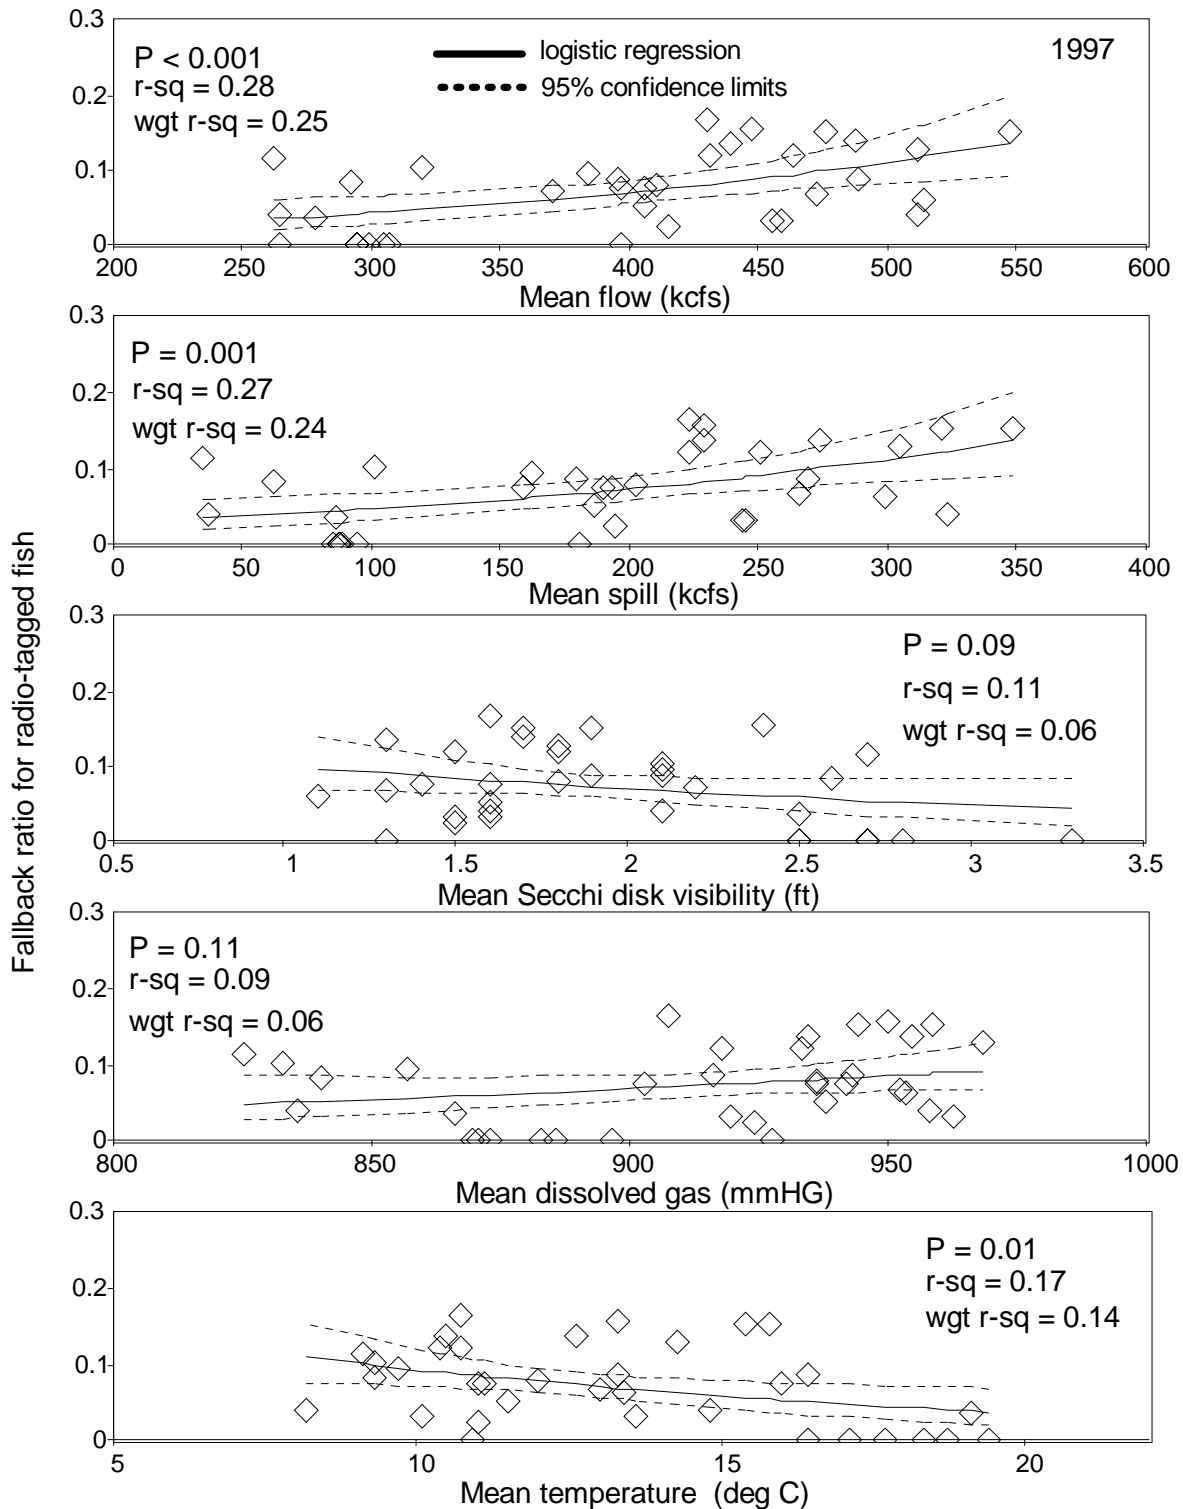 Fallback ratio for radio-tagged fish
0.3
0.2
0.1
0
P < 0.001
r-sq = 0.28
wgt r-sq = 0.25
logistic regression
95% confidence limits
1997
200 250 300 350 400 450 500 550 600
Mean flow (kcfs)
0.3
0.2
0.1
0
P = 0.001
r-sq = 0.27
wgt r-sq = 0.24
0 50 100 150 200 250 300 350 400
Mean spill (kcfs)
0.3
0.2
0.1
0
P = 0.09
r-sq = 0.11
wgt r-sq = 0.06
0.5 1 1.5 2 2.5 3 3.5
Mean Secchi disk visibility (ft)
0.3
0.2
0.1
0
P = 0.11
r-sq = 0.09
wgt r-sq = 0.06
800 850 900 950 1000
Mean dissolved gas (mmHG)
0.3
0.2
0.1
0
P = 0.01
r-sq = 0.17
wgt r-sq = 0.14
5 10 15 20
Mean temperature (deg C)